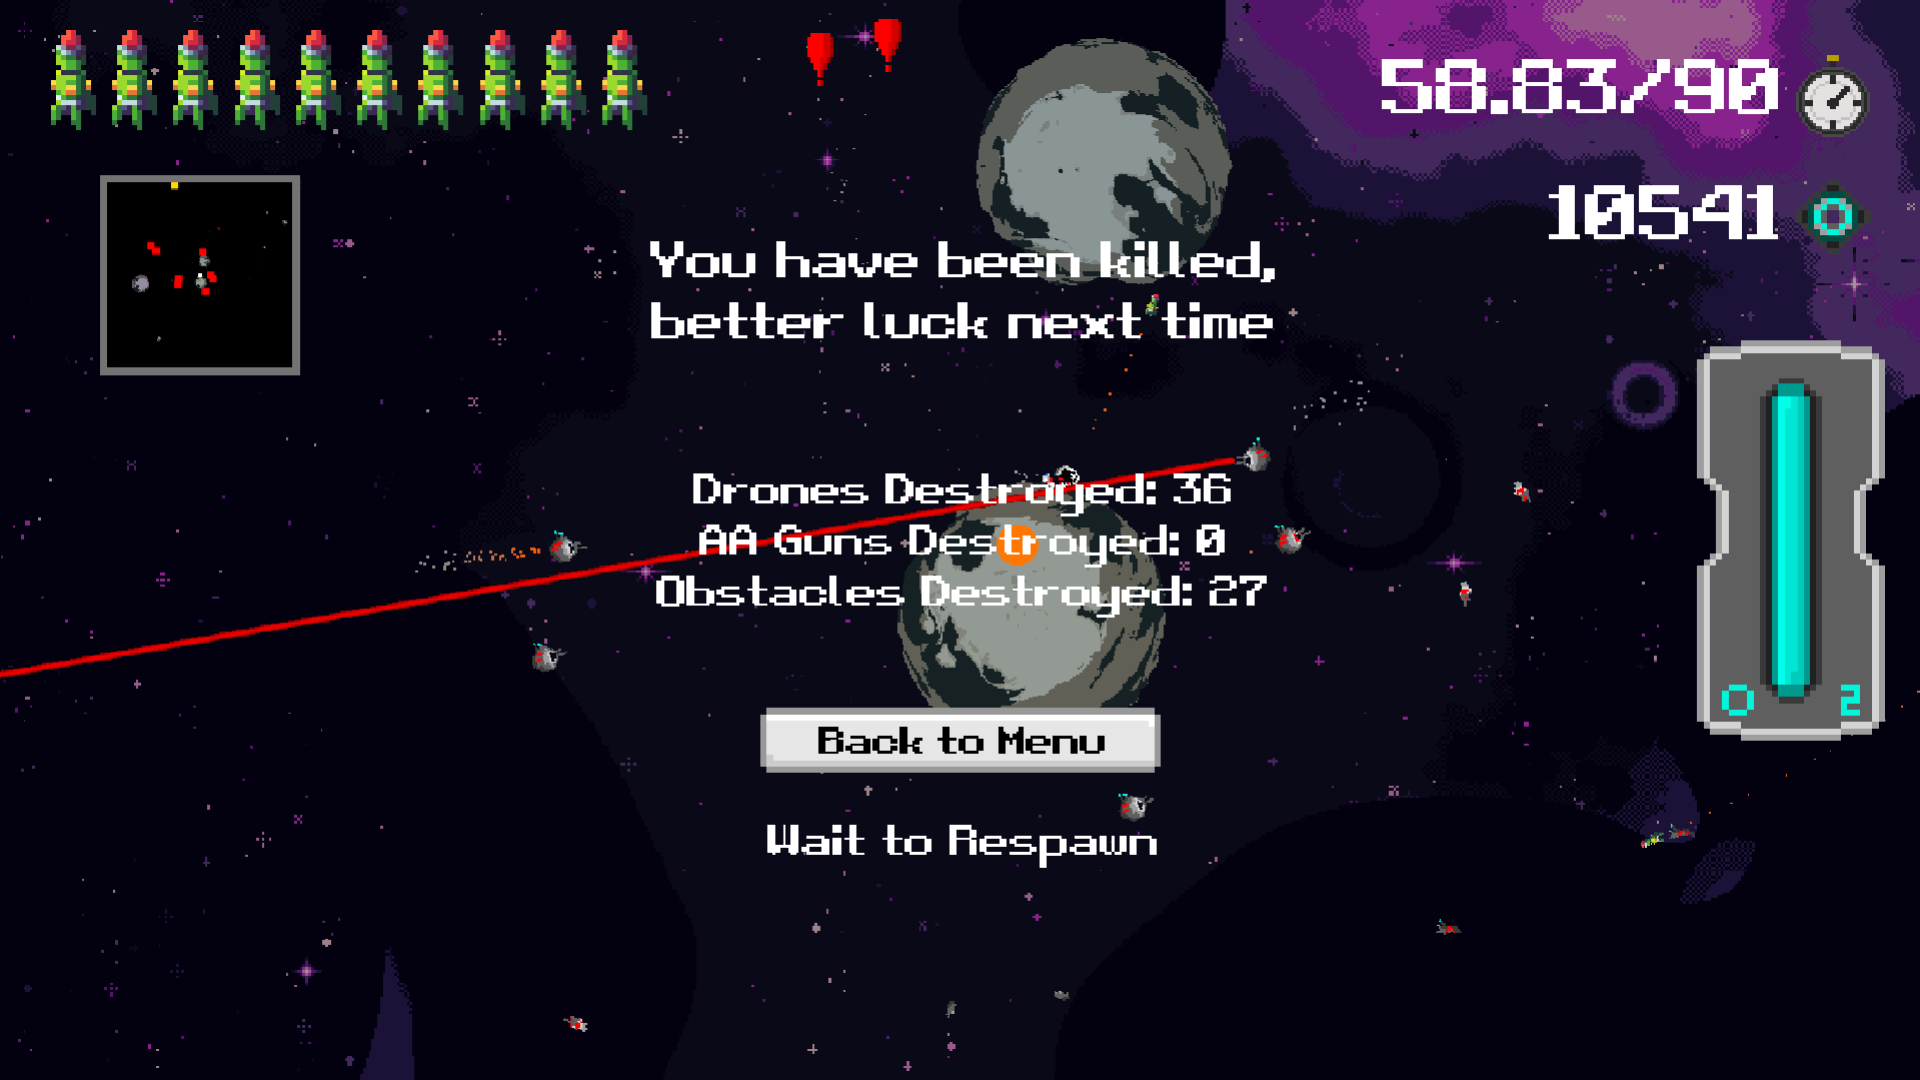 58.83/90
10541
You have been killed,
better luck next time
Drones Destroyed: 36
AA Guns Destroyed: 0
Obstacles Destroyed: 27
O 2
Back to Menu
Wait to Respawn